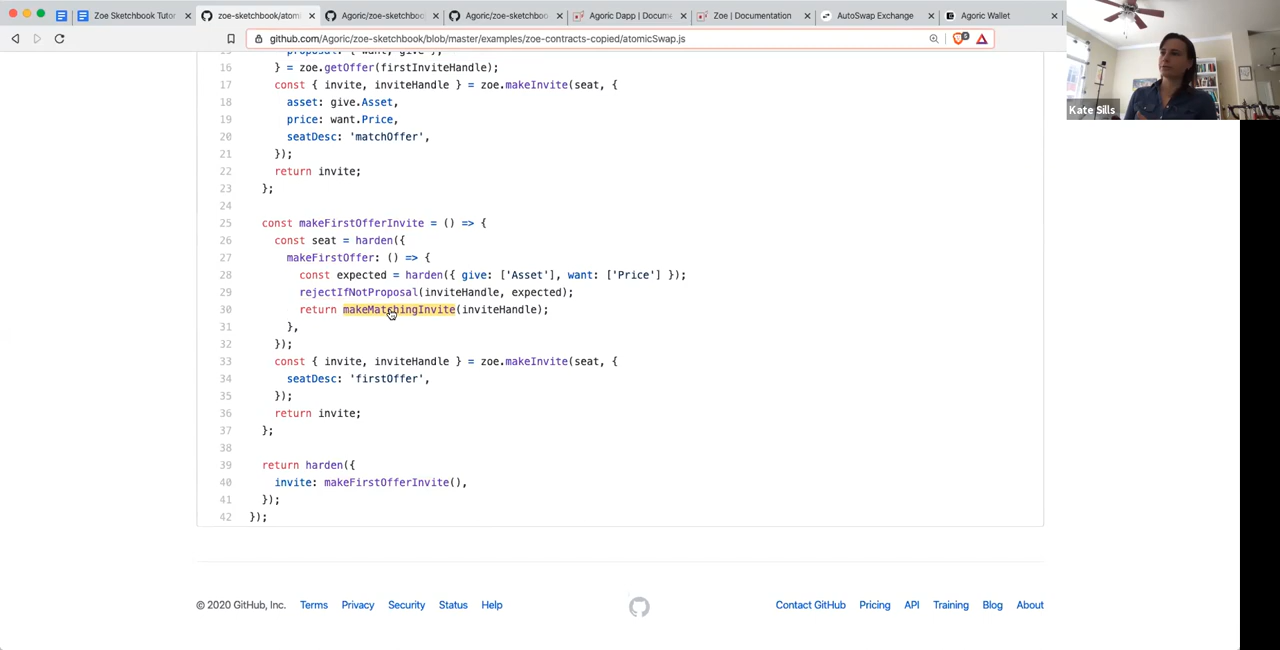 Zoe Sketchbook Tutor
zoe-sketchbook/atom
Agoric/zoe-sketchboo
Agoric/zoe-sketchboo
Agoric Dapp | Docum
Zoe | Documentation
AutoSwap Exchange
Agoric Wallet
github.com/Agoric/zoe-sketchbook/blob/master/examples/zoe-contracts-copied/atomicSwap.js
Kate Sills
15 proposal: { want, give },
16 } = zoe.getOffer(firstInviteHandle);
17 const { invite, inviteHandle } = zoe.makeInvite(seat, {
18 asset: give.Asset,
19 price: want.Price,
20 seatDesc: 'matchOffer',
21 });
22 return invite;
23 };
24
25 const makeFirstOfferInvite = () => {
26 const seat = harden({
27 makeFirstOffer: () => {
28 const expected = harden({ give: ['Asset'], want: ['Price'] });
29 rejectIfNotProposal(inviteHandle, expected);
30 return makeMatchingInvite(inviteHandle);
31 },
32 });
33 const { invite, inviteHandle } = zoe.makeInvite(seat, {
34 seatDesc: 'firstOffer',
35 });
36 return invite;
37 };
38
39 return harden({
40 invite: makeFirstOfferInvite(),
41 });
42 });
© 2020 GitHub, Inc. Terms Privacy Security Status Help Contact GitHub Pricing API Training Blog About